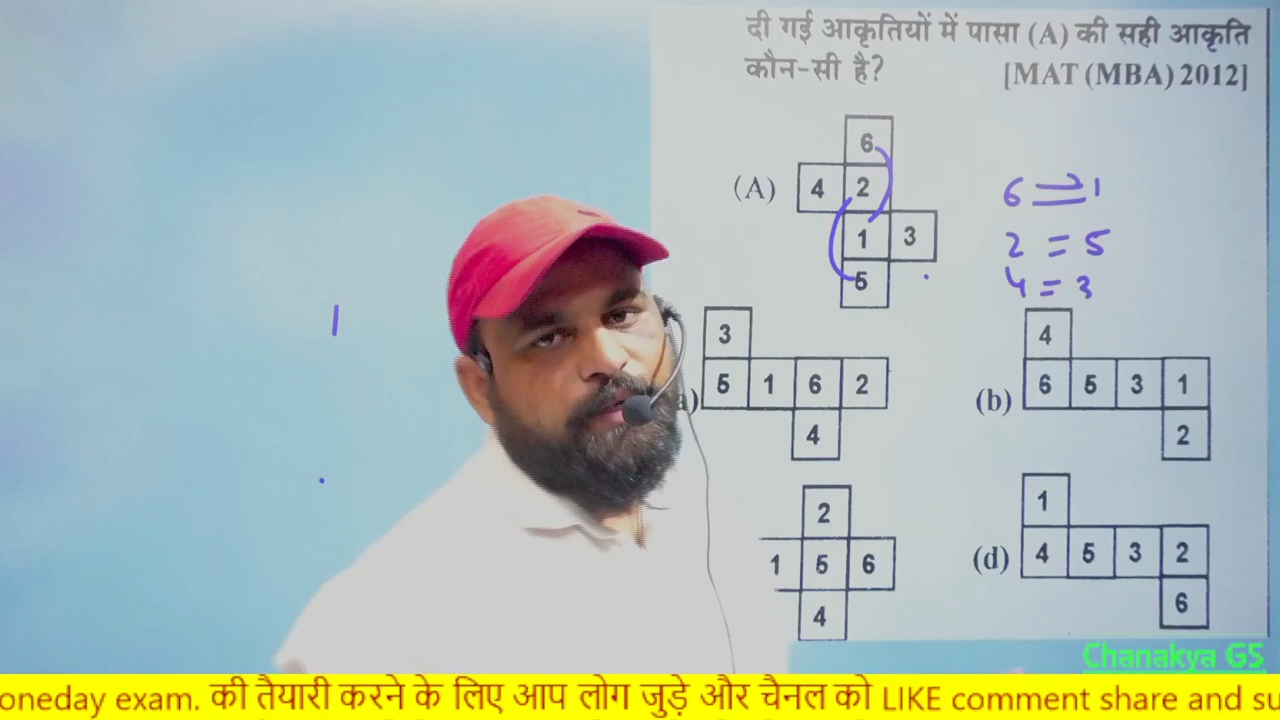 दी गई आकृतियों में पासा (A) की सही आकृति
कौन-सी है? [MAT (MBA) 2012]
6
(A) 4 2
1 3
5
6 ⇒ 1
2 = 5
4 = 3
1
3
5 1 6 2
4
4
(b) 6 5 3 1
2
2
1 5 6
4
1
(d) 4 5 3 2
6
Chanakya GS
oneday exam. की तैयारी करने के लिए आप लोग जुड़े और चैनल को LIKE comment share and su